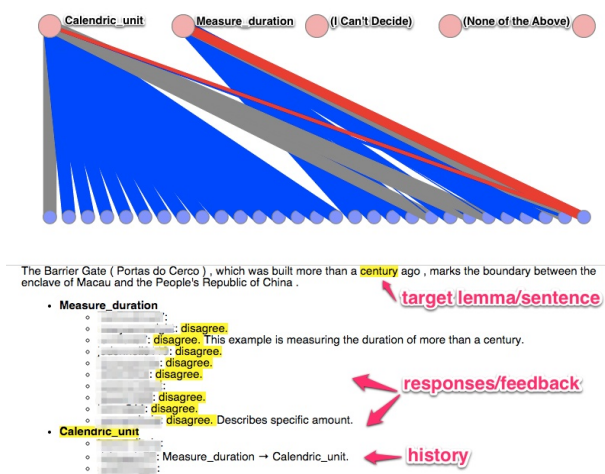 Calendric_unit
Measure_duration
(I Can't Decide)
(None of the Above)
The Barrier Gate ( Portas do Cerco ) , which was built more than a century ago , marks the boundary between the
enclave of Macau and the People's Republic of China .
target lemma/sentence
• Measure_duration
:
: disagree.
: disagree. This example is measuring the duration of more than a century.
: disagree.
: disagree.
: disagree.
:
: disagree.
: disagree.
: disagree. Describes specific amount.
responses/feedback
• Calendric_unit
:
: Measure_duration → Calendric_unit.
:
history